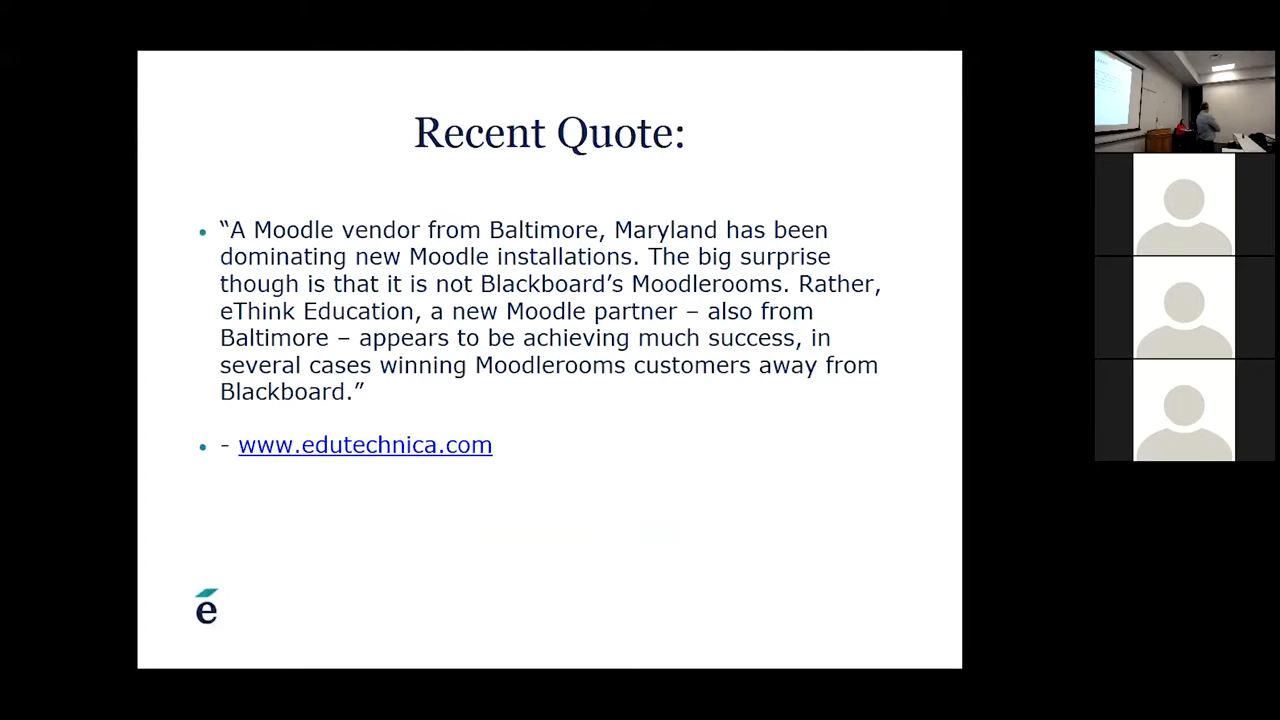 Recent Quote:
• “A Moodle vendor from Baltimore, Maryland has been
dominating new Moodle installations. The big surprise
though is that it is not Blackboard’s Moodlerooms. Rather,
eThink Education, a new Moodle partner – also from
Baltimore – appears to be achieving much success, in
several cases winning Moodlerooms customers away from
Blackboard.”
• - www.edutechnica.com
é